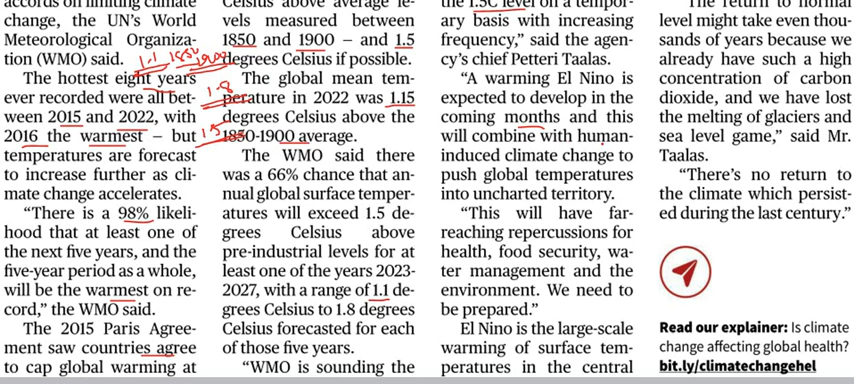 accords on limiting climate
change, the UN's World
Meteorological Organiza-
tion (WMO) said.
The hottest eight years
ever recorded were all bet-
ween 2015 and 2022, with
2016 the warmest – but
temperatures are forecast
to increase further as cli-
mate change accelerates.
"There is a 98% likeli-
hood that at least one of
the next five years, and the
five-year period as a whole,
will be the warmest on re-
cord," the WMO said.
The 2015 Paris Agree-
ment saw countries agree
to cap global warming at
Celsius above average le-
vels measured between
1850 and 1900 – and 1.5
degrees Celsius if possible.
The global mean tem-
perature in 2022 was 1.15
degrees Celsius above the
1850-1900 average.
The WMO said there
was a 66% chance that an-
nual global surface temper-
atures will exceed 1.5 de-
grees Celsius above
pre-industrial levels for at
least one of the years 2023-
2027, with a range of 1.1 de-
grees Celsius to 1.8 degrees
Celsius forecasted for each
of those five years.
"WMO is sounding the
the 1.5C level on a tempor-
ary basis with increasing
frequency," said the agen-
cy's chief Petteri Taalas.
"A warming El Nino is
expected to develop in the
coming months and this
will combine with human-
induced climate change to
push global temperatures
into uncharted territory.
"This will have far-
reaching repercussions for
health, food security, wa-
ter management and the
environment. We need to
be prepared."
El Nino is the large-scale
warming of surface tem-
peratures in the central
The return to normal
level might take even thou-
sands of years because we
already have such a high
concentration of carbon
dioxide, and we have lost
the melting of glaciers and
sea level game," said Mr.
Taalas.
"There's no return to
the climate which persist-
ed during the last century."
Read our explainer: Is climate
change affecting global health?
bit.ly/climatechangehel
1.1
1850
1.8
1.5